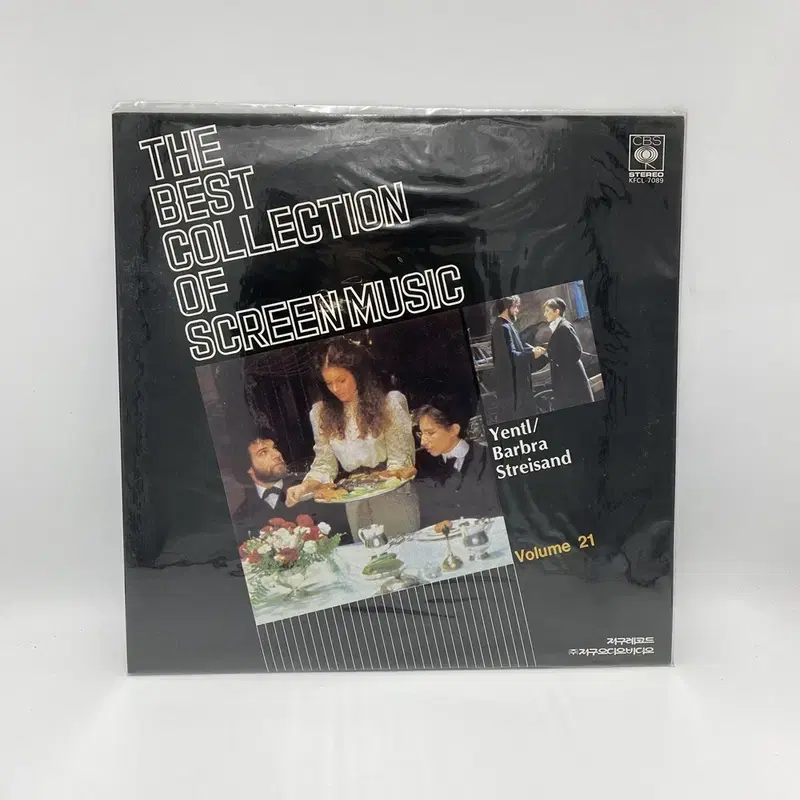 THE
BEST
COLLECTION
OF
SCREEN MUSIC
CBS
STEREO
KFCL-7089
Yentl/
Barbra
Streisand
Volume 21
지구레코드
(주)지구오디오비디오